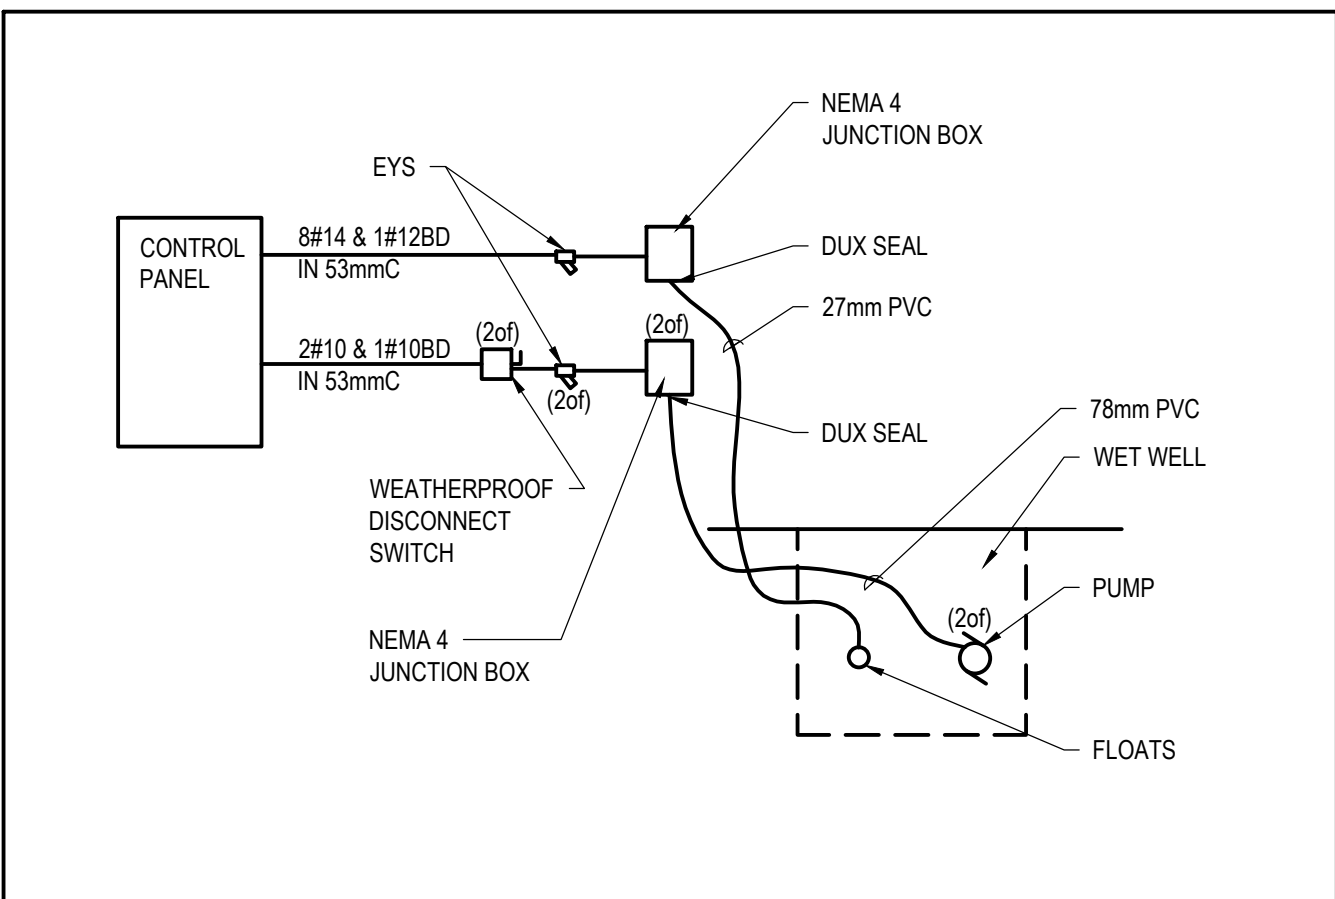 NEMA 4
JUNCTION BOX
EYS
CONTROL
PANEL
8#14 & 1#12BD
IN 53mmC
DUX SEAL
27mm PVC
2#10 & 1#10BD
IN 53mmC
(2of)
(2of)
(2of)
78mm PVC
DUX SEAL
WET WELL
WEATHERPROOF
DISCONNECT
SWITCH
PUMP
(2of)
NEMA 4
JUNCTION BOX
FLOATS